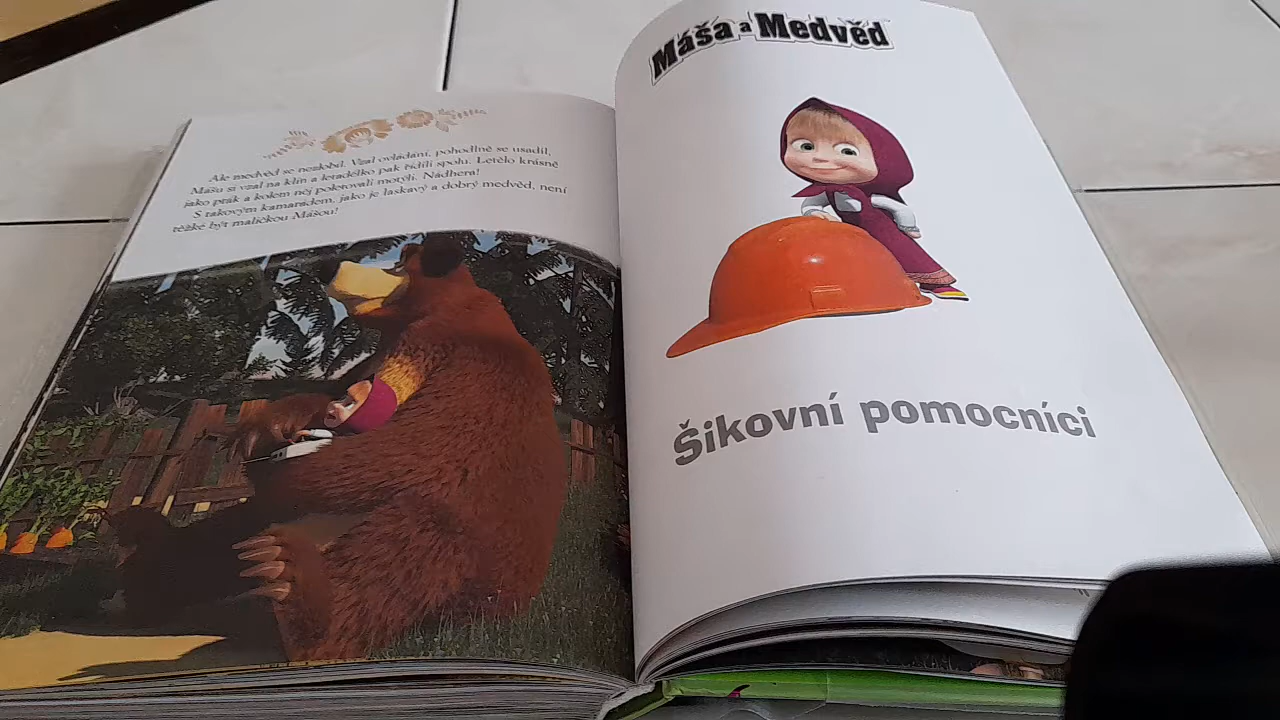 Ale medvěd se nezlobil. Vzal ovládání, pohodlně se usadil,
Mášu si vzal na klín a letadélko pak řídili spolu. Letělo krásně
jako pták a kolem něj poletovali motýli. Nádhera!
S takovým kamarádem, jako je laskavý a dobrý medvěd, není
těžké být maličkou Mášou!
Máša a Medvěd
Šikovní pomocníci